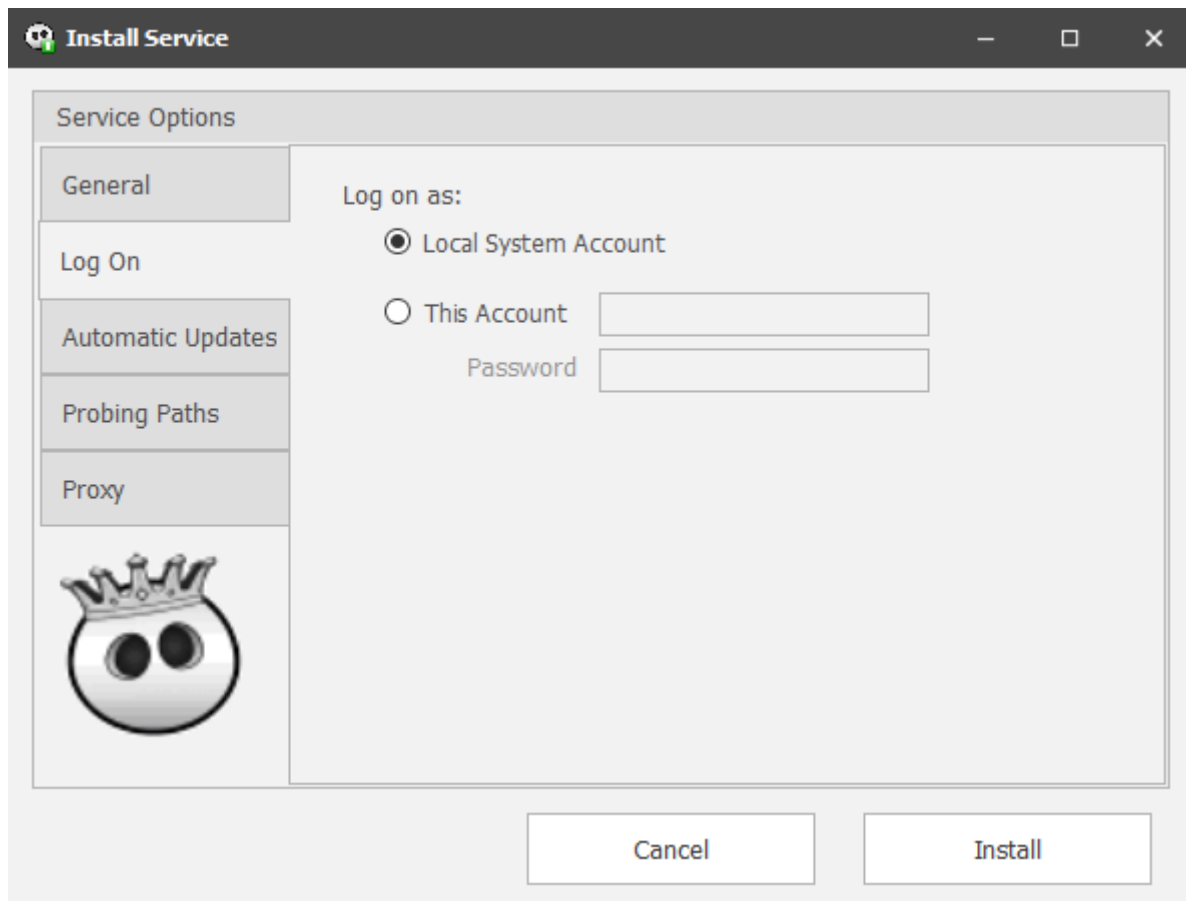 Install Service
Service Options
General
Log On
Automatic Updates
Probing Paths
Proxy
Log on as:
Local System Account
This Account
Password
Cancel
Install